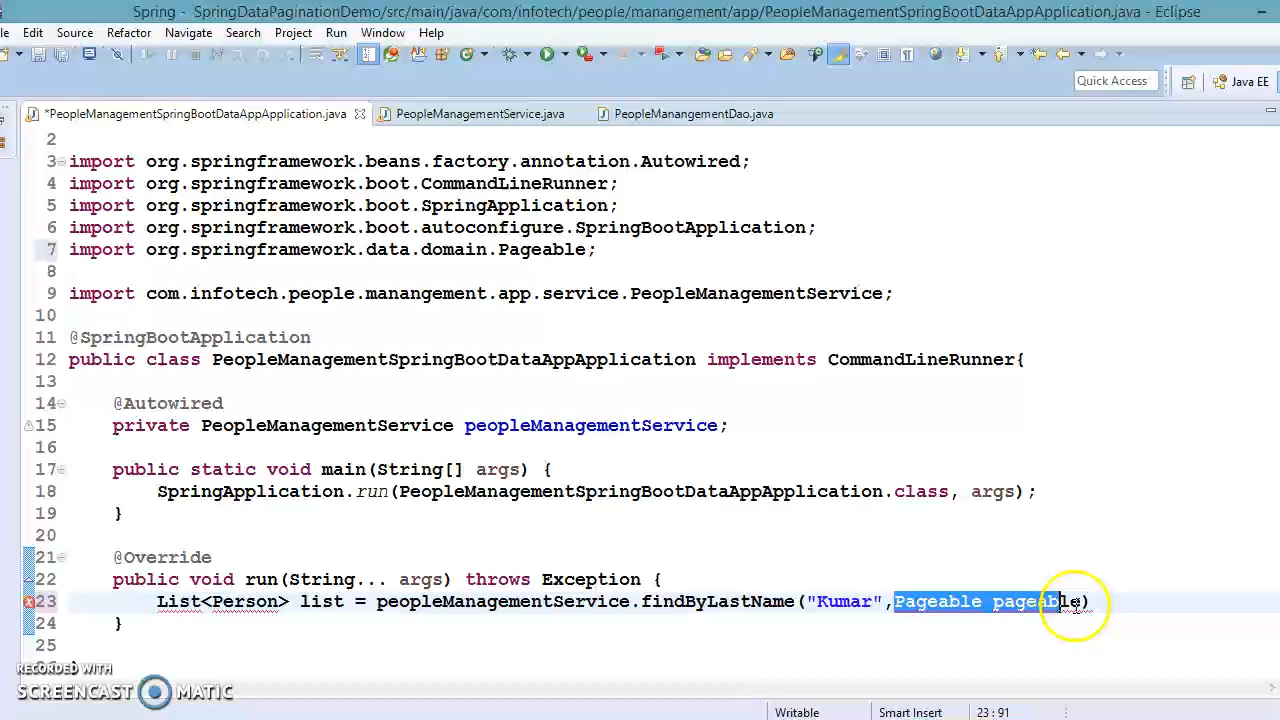 Spring - SpringDataPaginationDemo/src/main/java/com/infotech/people/manangement/app/PeopleManagementSpringBootDataAppApplication.java - Eclipse
le Edit Source Refactor Navigate Search Project Run Window Help
Quick Access Java EE
*PeopleManagementSpringBootDataAppApplication.java PeopleManagementService.java PeopleManangementDao.java
2
3 import org.springframework.beans.factory.annotation.Autowired;
4 import org.springframework.boot.CommandLineRunner;
5 import org.springframework.boot.SpringApplication;
6 import org.springframework.boot.autoconfigure.SpringBootApplication;
7 import org.springframework.data.domain.Pageable;
8
9 import com.infotech.people.manangement.app.service.PeopleManagementService;
10
11 @SpringBootApplication
12 public class PeopleManagementSpringBootDataAppApplication implements CommandLineRunner{
13
14 @Autowired
15 private PeopleManagementService peopleManagementService;
16
17 public static void main(String[] args) {
18 SpringApplication.run(PeopleManagementSpringBootDataAppApplication.class, args);
19 }
20
21 @Override
22 public void run(String... args) throws Exception {
23 List<Person> list = peopleManagementService.findByLastName("Kumar",Pageable pageable)
24 }
25
RECORDED WITH
SCREENCAST MATIC
Writable Smart Insert 23 : 91